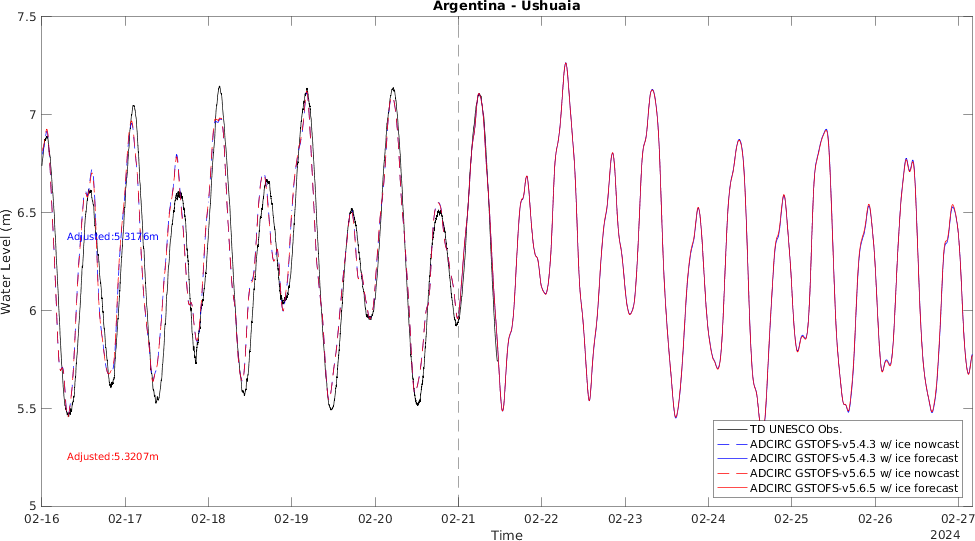 Argentina - Ushuaia
7.5
7
6.5
6
5.5
5
Water Level (m)
Adjusted:5.3176m
Adjusted:5.3207m
TD UNESCO Obs.
ADCIRC GSTOFS-v5.4.3 w/ ice nowcast
ADCIRC GSTOFS-v5.4.3 w/ ice forecast
ADCIRC GSTOFS-v5.6.5 w/ ice nowcast
ADCIRC GSTOFS-v5.6.5 w/ ice forecast
02-16 02-17 02-18 02-19 02-20 02-21 02-22 02-23 02-24 02-25 02-26 02-27
Time
2024